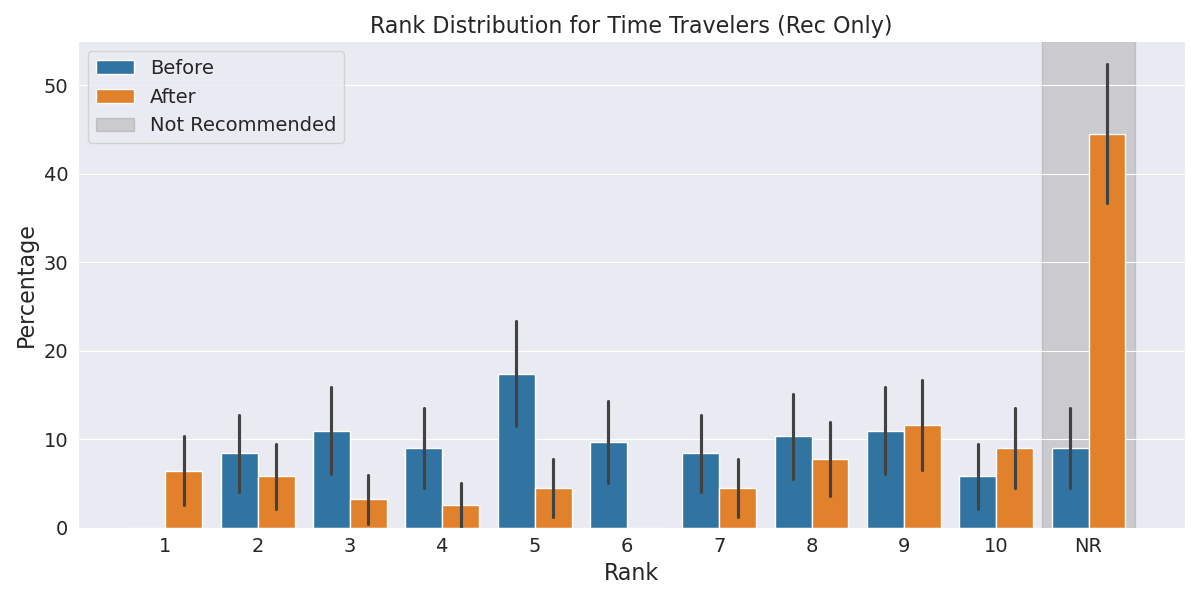 Rank Distribution for Time Travelers (Rec Only)
Before
After
Not Recommended
Percentage
50
40
30
20
10
0
1 2 3 4 5 6 7 8 9 10 NR
Rank